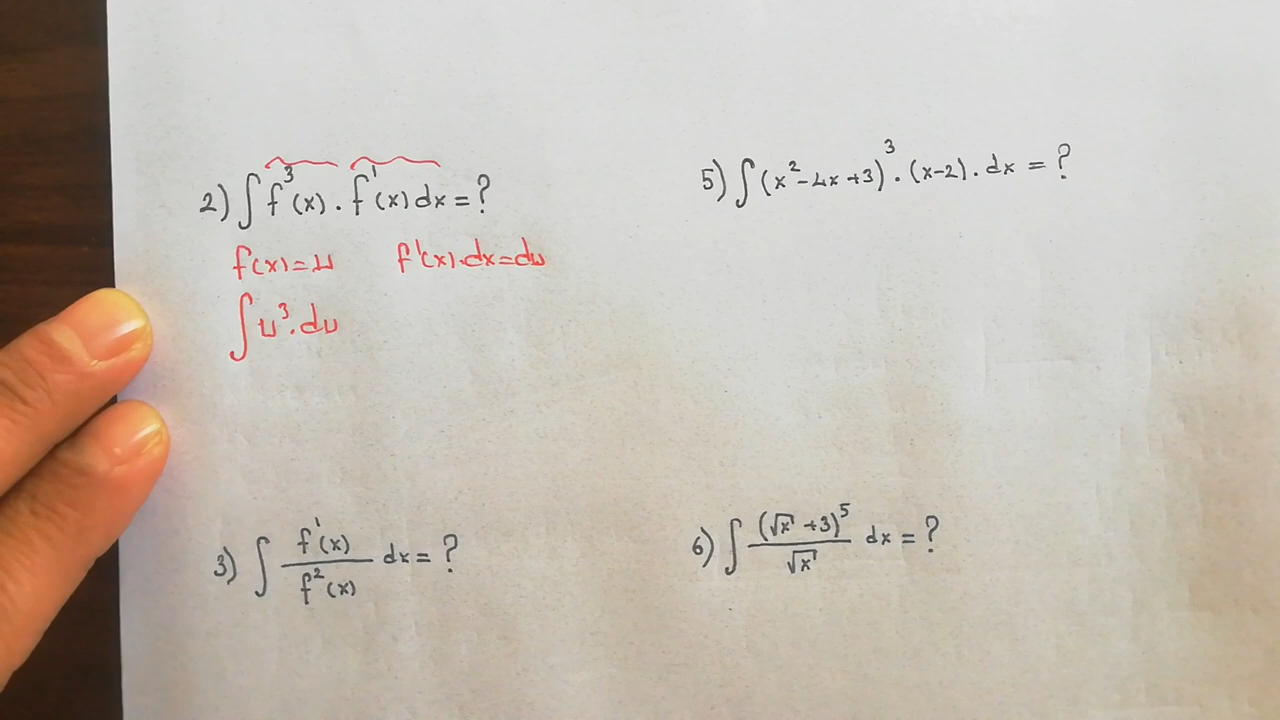 2) ∫ f³(x) . f'(x) dx = ?
f(x) = u f'(x).dx = du
∫ u³. du
3) ∫ f'(x) / f²(x) dx = ?
5) ∫ (x² - 4x + 3)³ . (x-2) . dx = ?
6) ∫ (√x + 3)⁵ / √x dx = ?